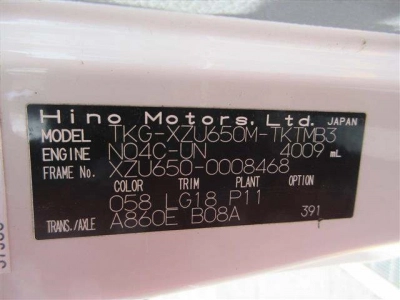 Hino Motors, Ltd. JAPAN
MODEL TKG-XZU650M-TKTMB3
ENGINE N04C-UN 4009 mL
FRAME No. XZU650-0008468
COLOR TRIM PLANT OPTION
058 LG18 P11
TRANS./AXLE A860E B08A 391